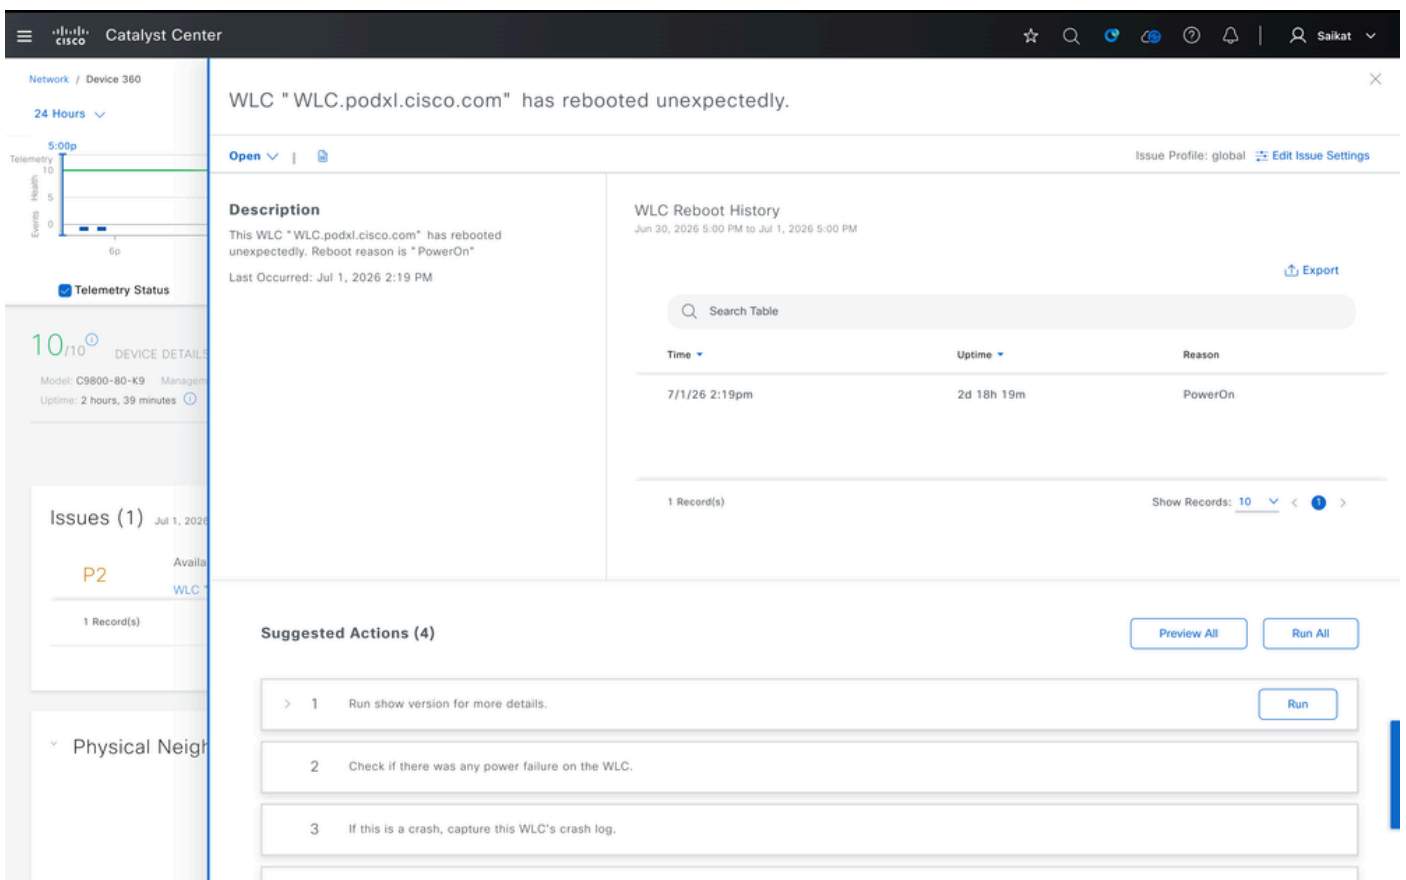 cisco Catalyst Center
Saikat
Network / Device 360
24 Hours
5:00p
Telemetry
10
Health
5
Events
0
6p
Telemetry Status
10/10 DEVICE DETAILS
Model: C9800-80-K9
Uptime: 2 hours, 39 minutes
Issues (1) Jul 1, 2026
P2
Availa
WLC "
1 Record(s)
Physical Neigh
WLC "WLC.podxl.cisco.com" has rebooted unexpectedly.
Open |
Issue Profile: global Edit Issue Settings
Description
This WLC "WLC.podxl.cisco.com" has rebooted
unexpectedly. Reboot reason is "PowerOn"
Last Occurred: Jul 1, 2026 2:19 PM
WLC Reboot History
Jun 30, 2026 5:00 PM to Jul 1, 2026 5:00 PM
Export
Search Table
Time Uptime Reason
7/1/26 2:19pm 2d 18h 19m PowerOn
1 Record(s) Show Records: 10 1
Suggested Actions (4) Preview All Run All
1 Run show version for more details. Run
2 Check if there was any power failure on the WLC.
3 If this is a crash, capture this WLC's crash log.